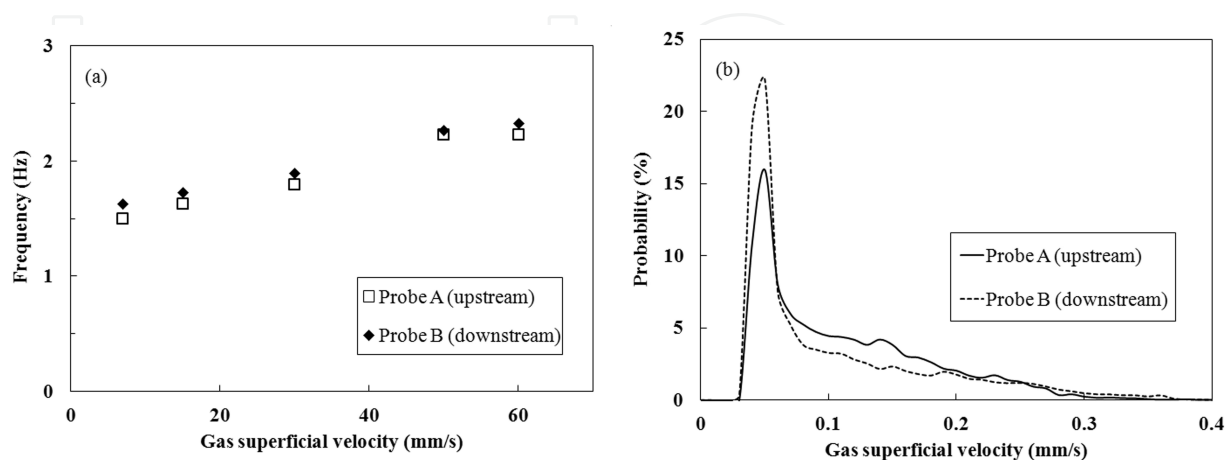 (a)
3
2
1
0
Frequency (Hz)
Probe A (upstream)
Probe B (downstream)
0 20 40 60
Gas superficial velocity (mm/s)
(b)
25
20
15
10
5
0
Probability (%)
Probe A (upstream)
Probe B (downstream)
0 0.1 0.2 0.3 0.4
Gas superficial velocity (mm/s)